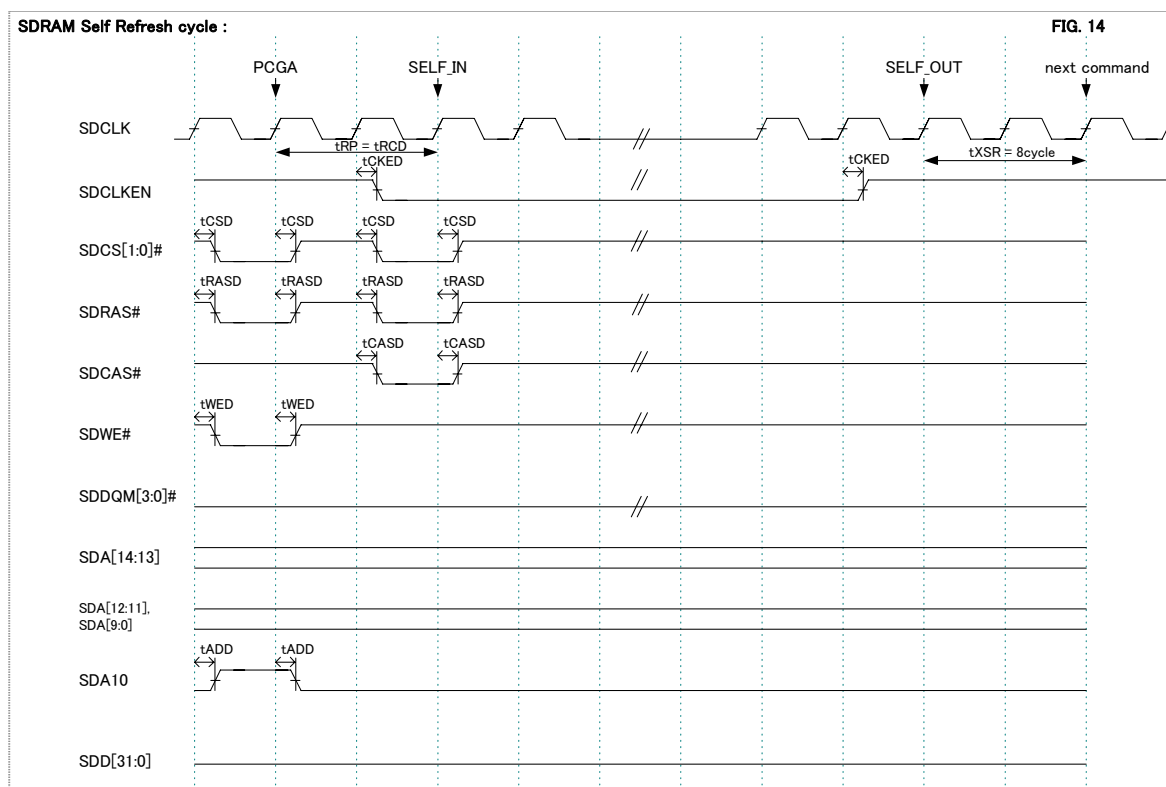 SDRAM Self Refresh cycle :
FIG. 14
PCGA
SELF_IN
SELF_OUT
next command
SDCLK
tRP = tRCD
tXSR = 8cycle
tCKED
tCKED
SDCLKEN
tCSD
tCSD
tCSD
tCSD
SDCS[1:0]#
tRASD
tRASD
tRASD
tRASD
SDRAS#
tCASD
tCASD
SDCAS#
tWED
tWED
SDWE#
SDDQM[3:0]#
SDA[14:13]
SDA[12:11],
SDA[9:0]
tADD
tADD
SDA10
SDD[31:0]